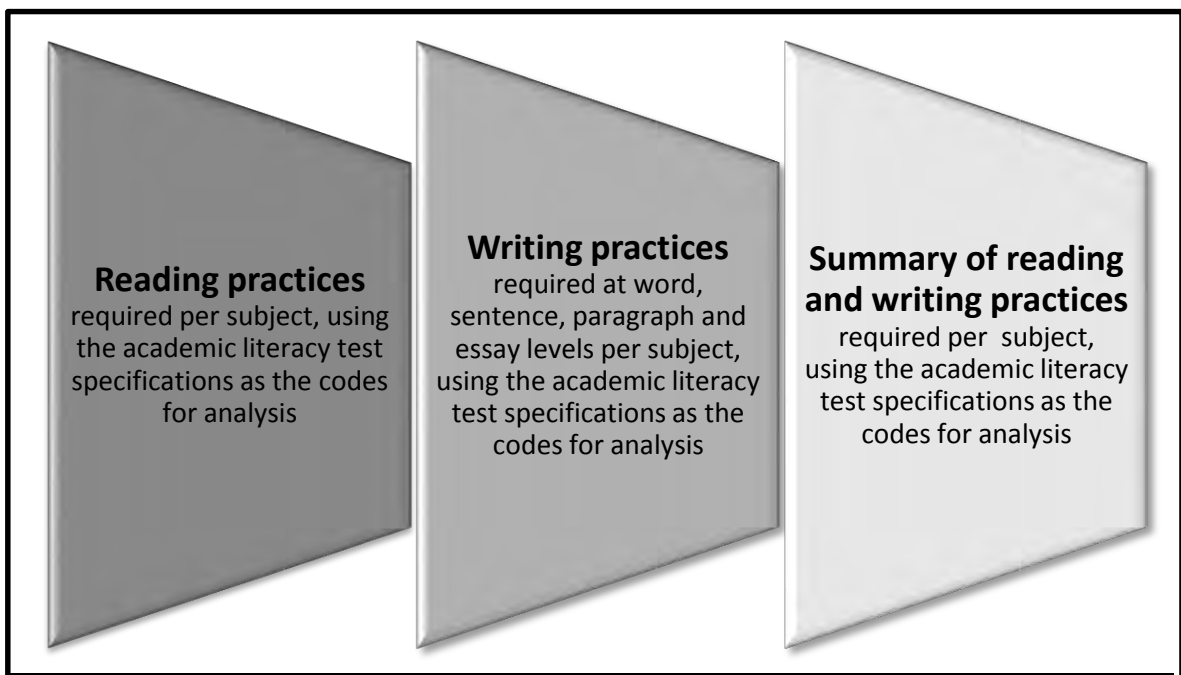 Reading practices
required per subject, using
the academic literacy test
specifications as the codes
for analysis
Writing practices
required at word,
sentence, paragraph and
essay levels per subject,
using the academic literacy
test specifications as the
codes for analysis
Summary of reading
and writing practices
required per subject,
using the academic literacy
test specifications as the
codes for analysis